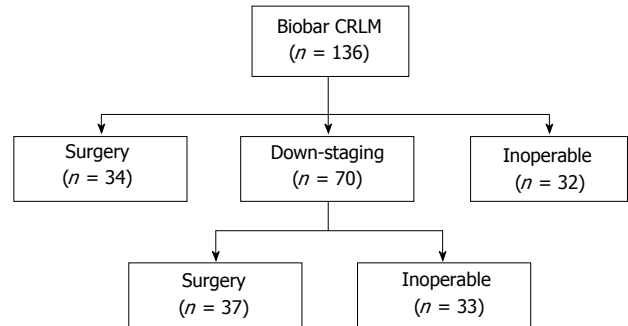 Biobar CRLM
(n = 136)
Surgery
(n = 34)
Down-staging
(n = 70)
Inoperable
(n = 32)
Surgery
(n = 37)
Inoperable
(n = 33)